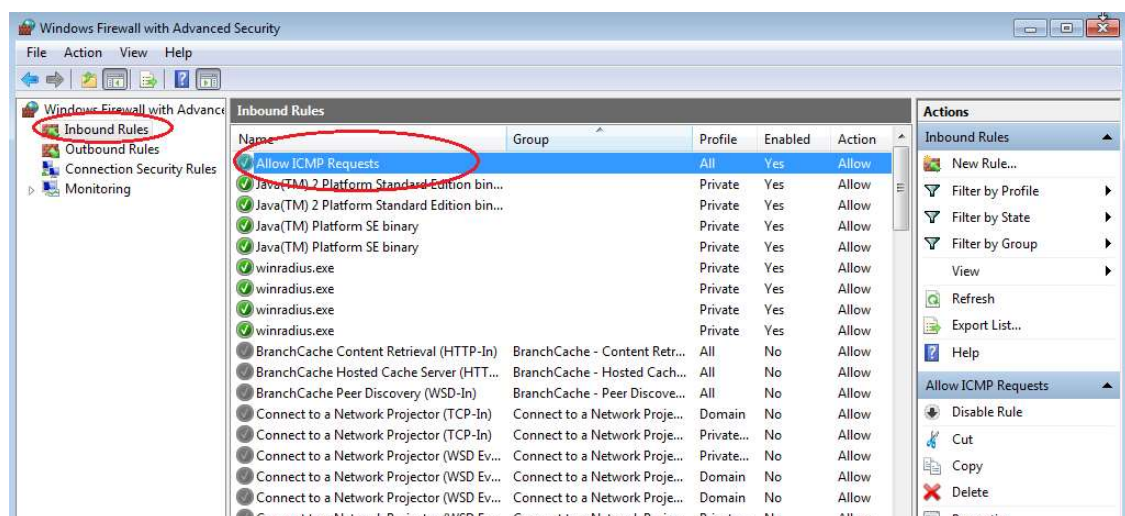 Windows Firewall with Advanced Security
File Action View Help
Windows Firewall with Advance
Inbound Rules
Outbound Rules
Connection Security Rules
Monitoring
Inbound Rules
Name Group Profile Enabled Action
Allow ICMP Requests All Yes Allow
Java(TM) 2 Platform Standard Edition bin... Private Yes Allow
Java(TM) 2 Platform Standard Edition bin... Private Yes Allow
Java(TM) Platform SE binary Private Yes Allow
Java(TM) Platform SE binary Private Yes Allow
winradius.exe Private Yes Allow
winradius.exe Private Yes Allow
winradius.exe Private Yes Allow
winradius.exe Private Yes Allow
BranchCache Content Retrieval (HTTP-In) BranchCache - Content Retr... All No Allow
BranchCache Hosted Cache Server (HTT... BranchCache - Hosted Cach... All No Allow
BranchCache Peer Discovery (WSD-In) BranchCache - Peer Discove... All No Allow
Connect to a Network Projector (TCP-In) Connect to a Network Proje... Domain No Allow
Connect to a Network Projector (TCP-In) Connect to a Network Proje... Private... No Allow
Connect to a Network Projector (WSD Ev... Connect to a Network Proje... Private... No Allow
Connect to a Network Projector (WSD Ev... Connect to a Network Proje... Domain No Allow
Connect to a Network Projector (WSD Ev... Connect to a Network Proje... Domain No Allow
Actions
Inbound Rules
New Rule...
Filter by Profile
Filter by State
Filter by Group
View
Refresh
Export List...
Help
Allow ICMP Requests
Disable Rule
Cut
Copy
Delete